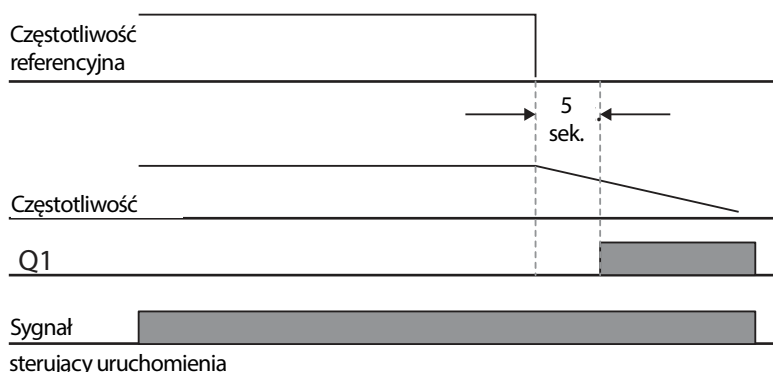 Częstotliwość
referencyjna
5
sek.
Częstotliwość
Q1
Sygnał
sterujący uruchomienia